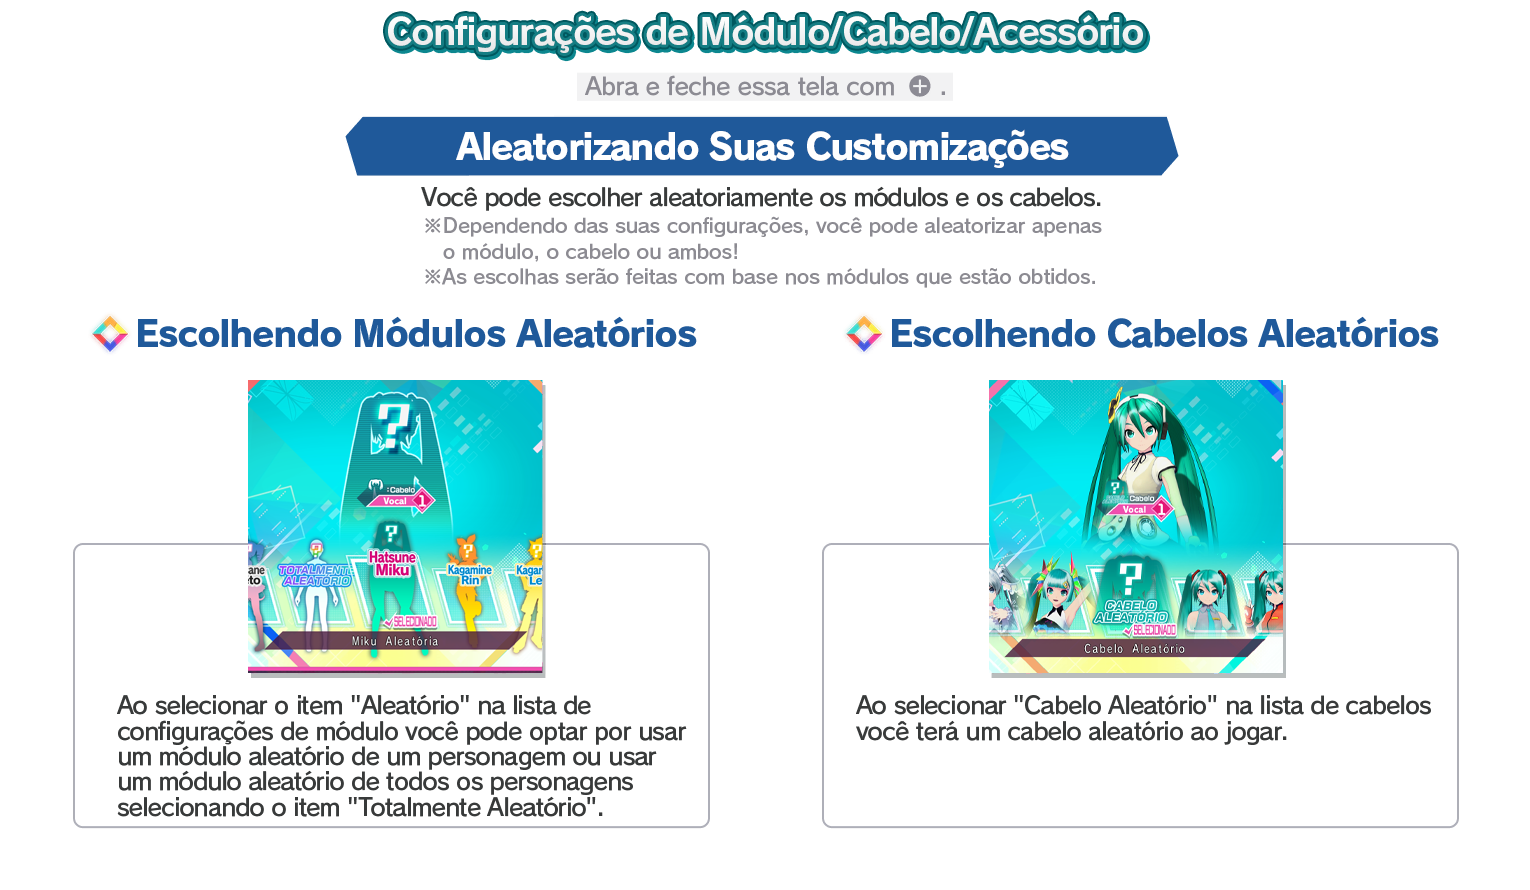 Configurações de Módulo/Cabelo/Acessório
Abra e feche essa tela com ⊕ .
Aleatorizando Suas Customizações
Você pode escolher aleatoriamente os módulos e os cabelos.
※Dependendo das suas configurações, você pode aleatorizar apenas
o módulo, o cabelo ou ambos!
※As escolhas serão feitas com base nos módulos que estão obtidos.
Escolhendo Módulos Aleatórios
?
:Cabelo
Vocal 1
?
TOTALMENTE
ALEATÓRIO
Hatsune
Miku
Kagamine
Rin
SELECIONADO
Miku Aleatória
Ao selecionar o item "Aleatório" na lista de
configurações de módulo você pode optar por usar
um módulo aleatório de um personagem ou usar
um módulo aleatório de todos os personagens
selecionando o item "Totalmente Aleatório".
Escolhendo Cabelos Aleatórios
?
:Cabelo
Vocal 1
?
CABELO
ALEATÓRIO
SELECIONADO
Cabelo Aleatório
Ao selecionar "Cabelo Aleatório" na lista de cabelos
você terá um cabelo aleatório ao jogar.